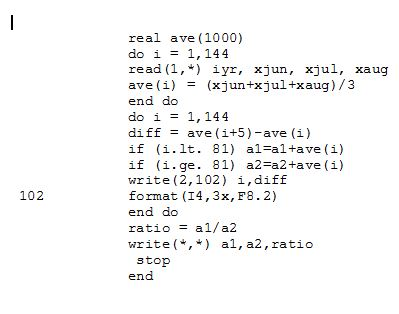 real ave(1000)
do i = 1,144
read(1,*) iyr, xjun, xjul, xaug
ave(i) = (xjun+xjul+xaug)/3
end do
do i = 1,144
diff = ave(i+5)-ave(i)
if (i.lt. 81) a1=a1+ave(i)
if (i.ge. 81) a2=a2+ave(i)
write(2,102) i,diff
102 format(I4,3x,F8.2)
end do
ratio = a1/a2
write(*,*) a1,a2,ratio
stop
end